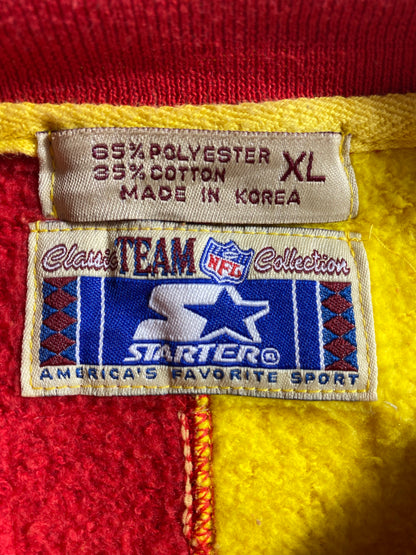 65% POLYESTER
35% COTTON
XL
MADE IN KOREA
Classic TEAM NFL Collection
STARTER®
AMERICA'S FAVORITE SPORT